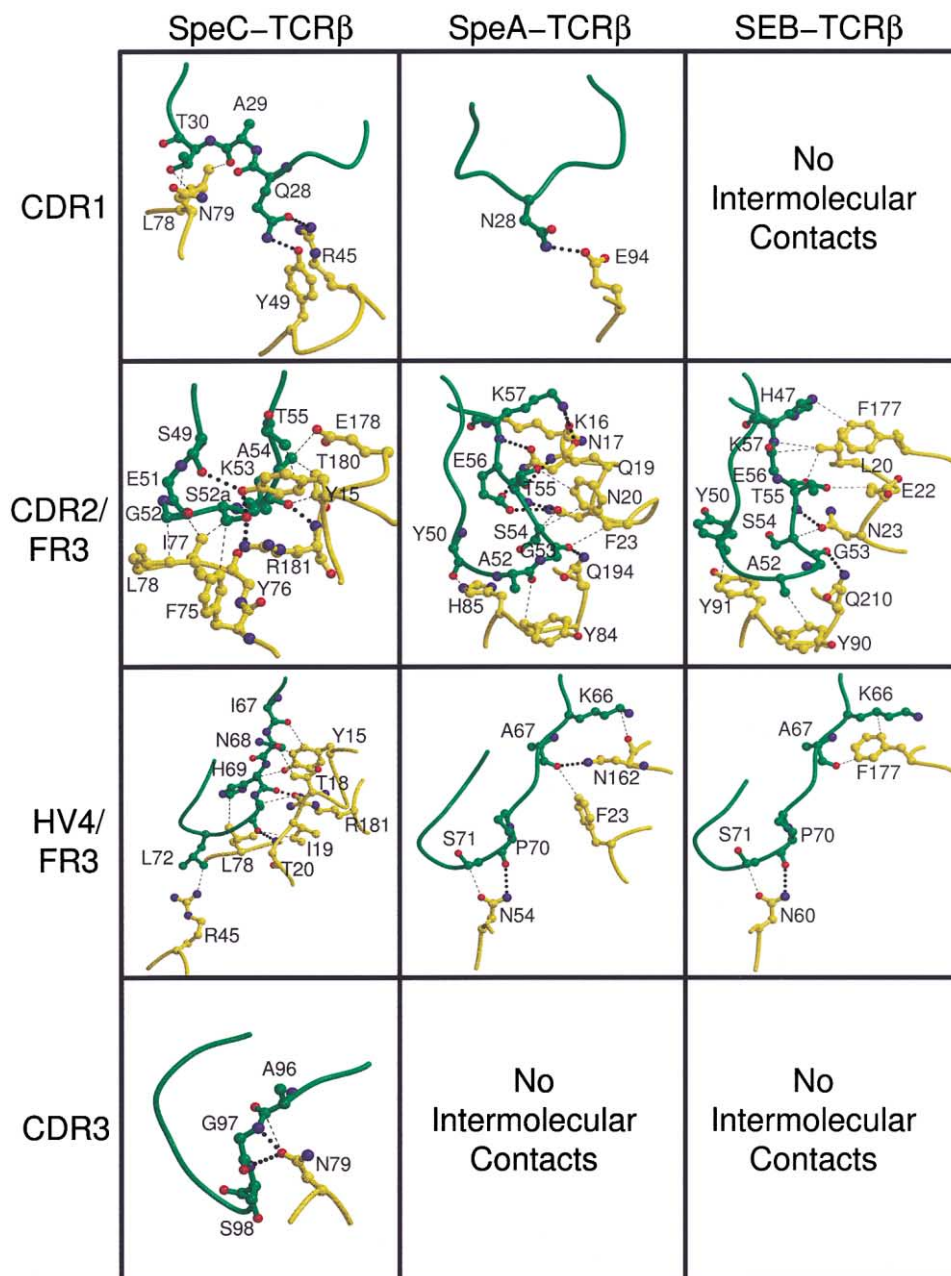 SpeC–TCRβ
SpeA–TCRβ
SEB–TCRβ
CDR1
A29
T30
Q28
N79
L78
R45
Y49
N28
E94
No
Intermolecular
Contacts
CDR2/
FR3
T55
E178
S49
A54
T180
K53
E51
S52a
Y15
G52
I77
R181
L78
Y76
F75
K57
K16
N17
E56
Q19
T55
N20
Y50
S54
F23
A52
G53
Q194
H85
Y84
H47
F177
K57
L20
E56
E22
Y50
T55
S54
N23
A52
G53
Y91
Q210
Y90
HV4/
FR3
I67
N68
Y15
H69
T18
R181
L72
L78
I19
T20
R45
K66
A67
N162
F23
S71
P70
N54
K66
A67
F177
S71
P70
N60
CDR3
A96
G97
N79
S98
No
Intermolecular
Contacts
No
Intermolecular
Contacts